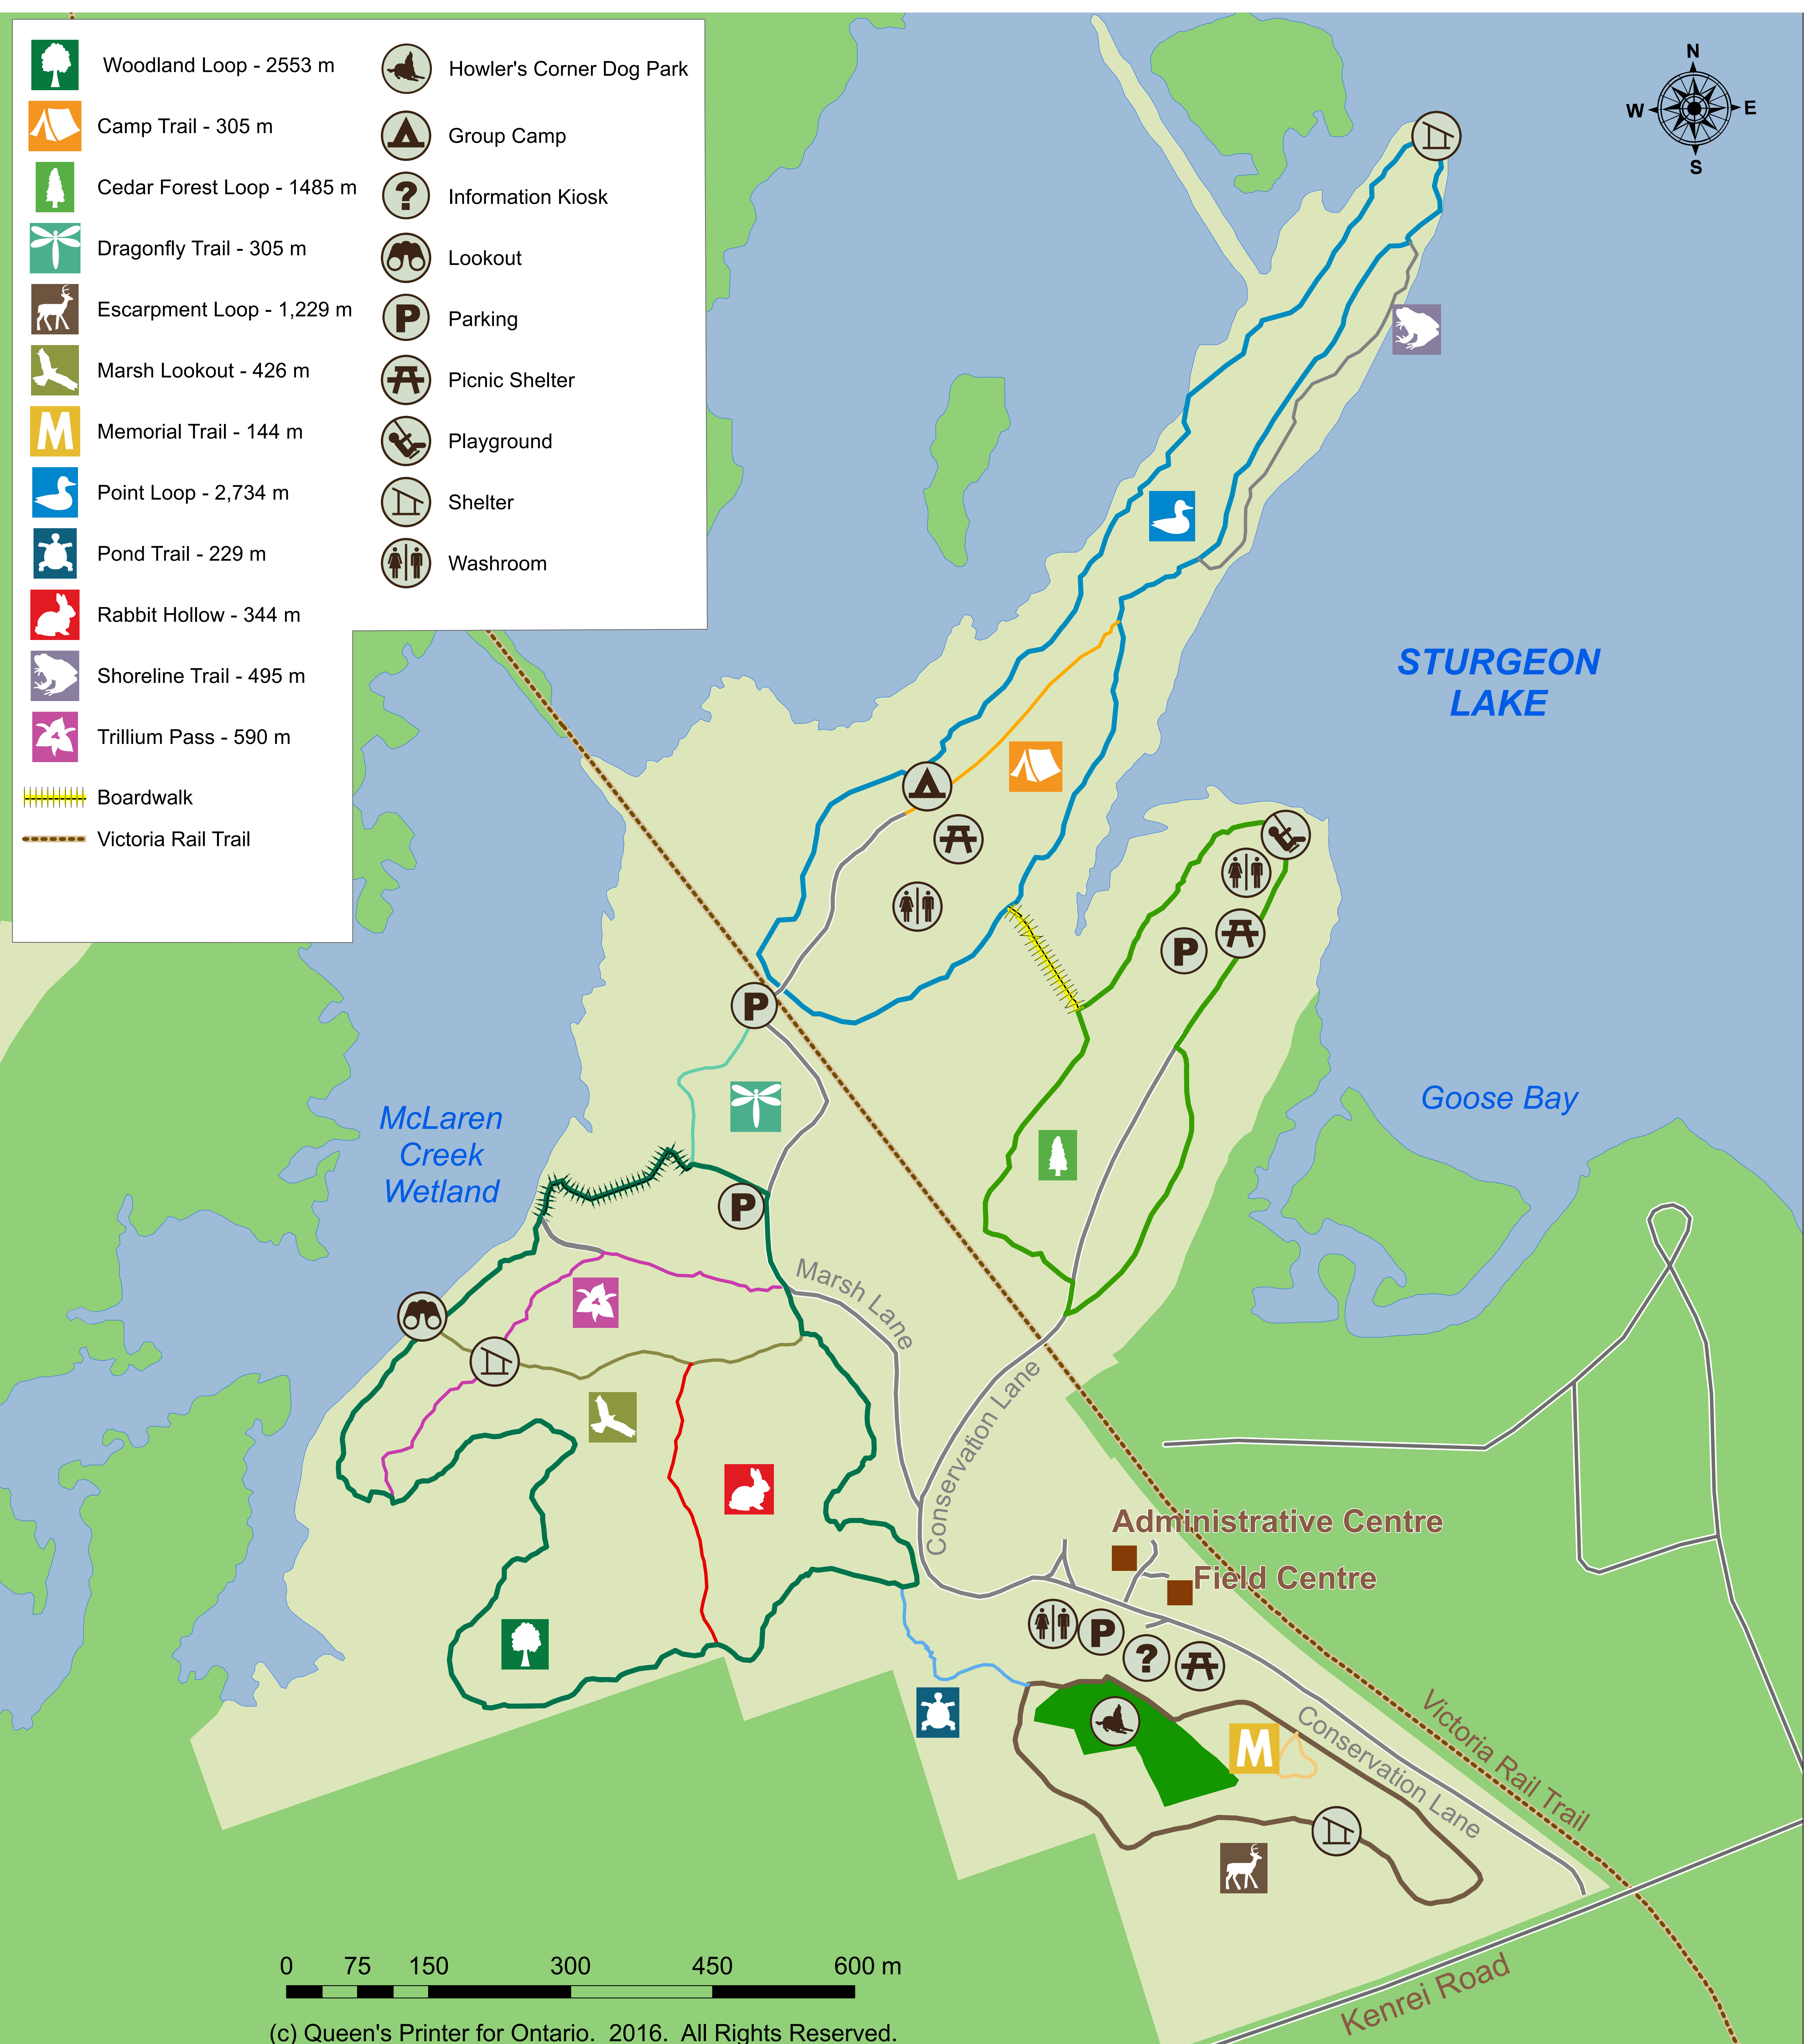 Woodland Loop - 2553 m
Camp Trail - 305 m
Cedar Forest Loop - 1485 m
Dragonfly Trail - 305 m
Escarpment Loop - 1,229 m
Marsh Lookout - 426 m
M
Memorial Trail - 144 m
Point Loop - 2,734 m
Pond Trail - 229 m
Rabbit Hollow - 344 m
Shoreline Trail - 495 m
Trillium Pass - 590 m
Boardwalk
Victoria Rail Trail
Howler's Corner Dog Park
Group Camp
?
Information Kiosk
Lookout
P
Parking
Picnic Shelter
Playground
Shelter
Washroom
N
W
E
S
STURGEON
LAKE
P
P
Goose Bay
McLaren
Creek
Wetland
P
Marsh Lane
Conservation Lane
Administrative Centre
Field Centre
P
?
M
Conservation Lane
Victoria Rail Trail
Kenrei Road
0 75 150 300 450 600 m
(c) Queen's Printer for Ontario. 2016. All Rights Reserved.